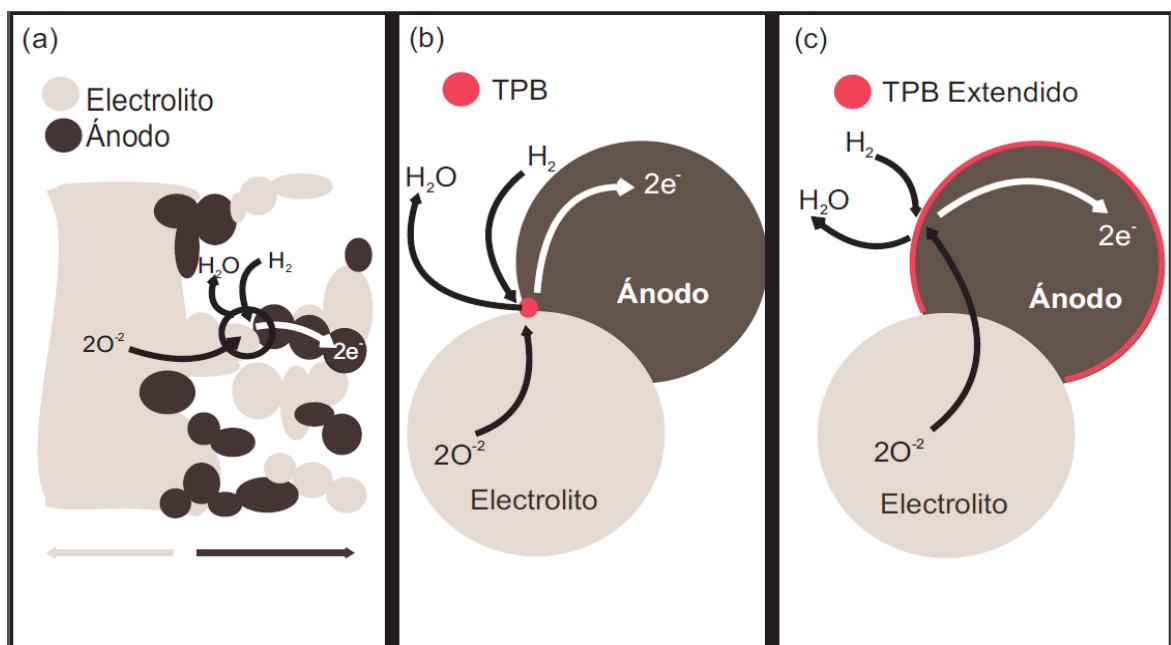 (a)
Electrolito
Ánodo
H₂O
H₂
2O⁻²
2e⁻
(b)
TPB
H₂O
H₂
2e⁻
Ánodo
2O⁻²
Electrolito
(c)
TPB Extendido
H₂
H₂O
2e⁻
Ánodo
2O⁻²
Electrolito